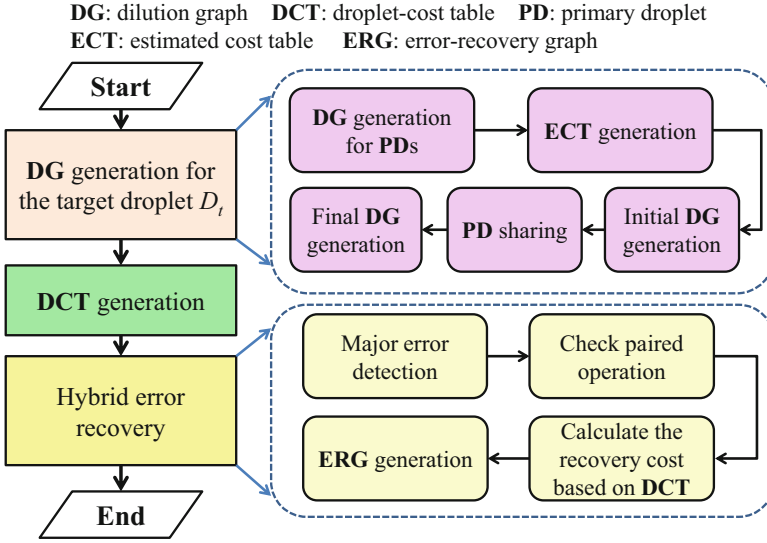 DG: dilution graph DCT: droplet-cost table PD: primary droplet
ECT: estimated cost table ERG: error-recovery graph
Start
DG generation for
the target droplet Dt
DCT generation
Hybrid error
recovery
End
DG generation
for PDs
ECT generation
Initial DG
generation
PD sharing
Final DG
generation
Major error
detection
Check paired
operation
Calculate the
recovery cost
based on DCT
ERG generation